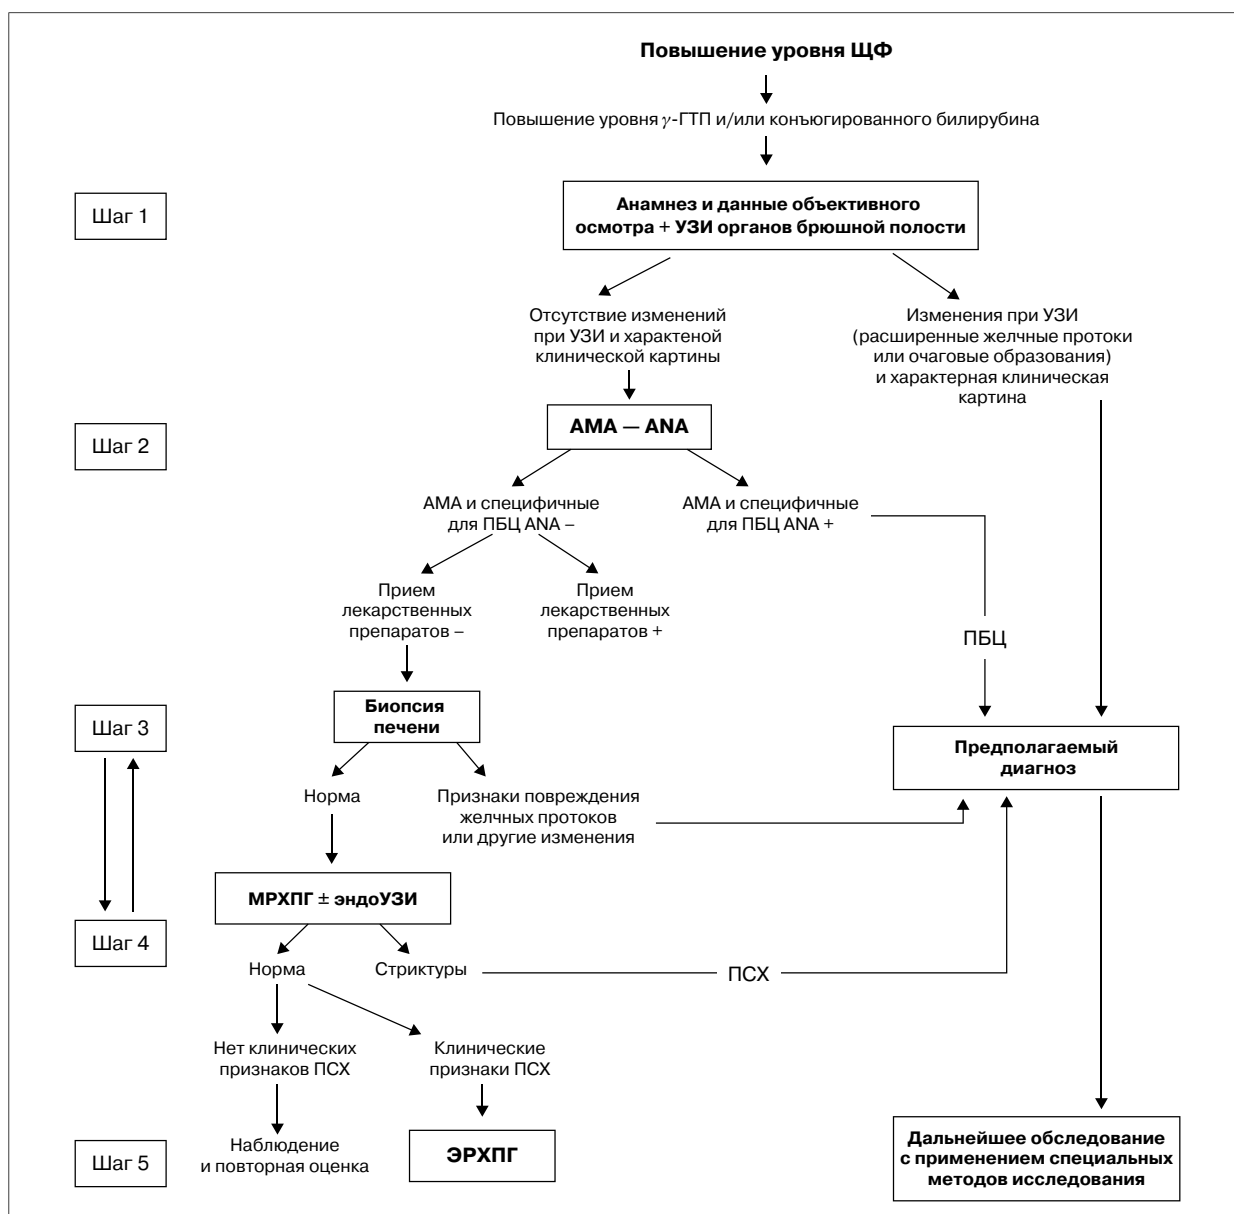 Повышение уровня ЩФ
Повышение уровня γ-ГТП и/или конъюгированного билирубина
Шаг 1
Анамнез и данные объективного
осмотра + УЗИ органов брюшной полости
Отсутствие изменений
при УЗИ и характеной
клинической картины
Изменения при УЗИ
(расширенные желчные протоки
или очаговые образования)
и характерная клиническая
картина
Шаг 2
АМА — ANA
АМА и специфичные
для ПБЦ ANA –
АМА и специфичные
для ПБЦ ANA +
Прием
лекарственных
препаратов –
Прием
лекарственных
препаратов +
ПБЦ
Шаг 3
Биопсия
печени
Предполагаемый
диагноз
Норма
Признаки повреждения
желчных протоков
или другие изменения
МРХПГ ± эндоУЗИ
Шаг 4
Норма
Стриктуры
ПСХ
Нет клинических
признаков ПСХ
Клинические
признаки ПСХ
Шаг 5
Наблюдение
и повторная оценка
ЭРХПГ
Дальнейшее обследование
с применением специальных
методов исследования